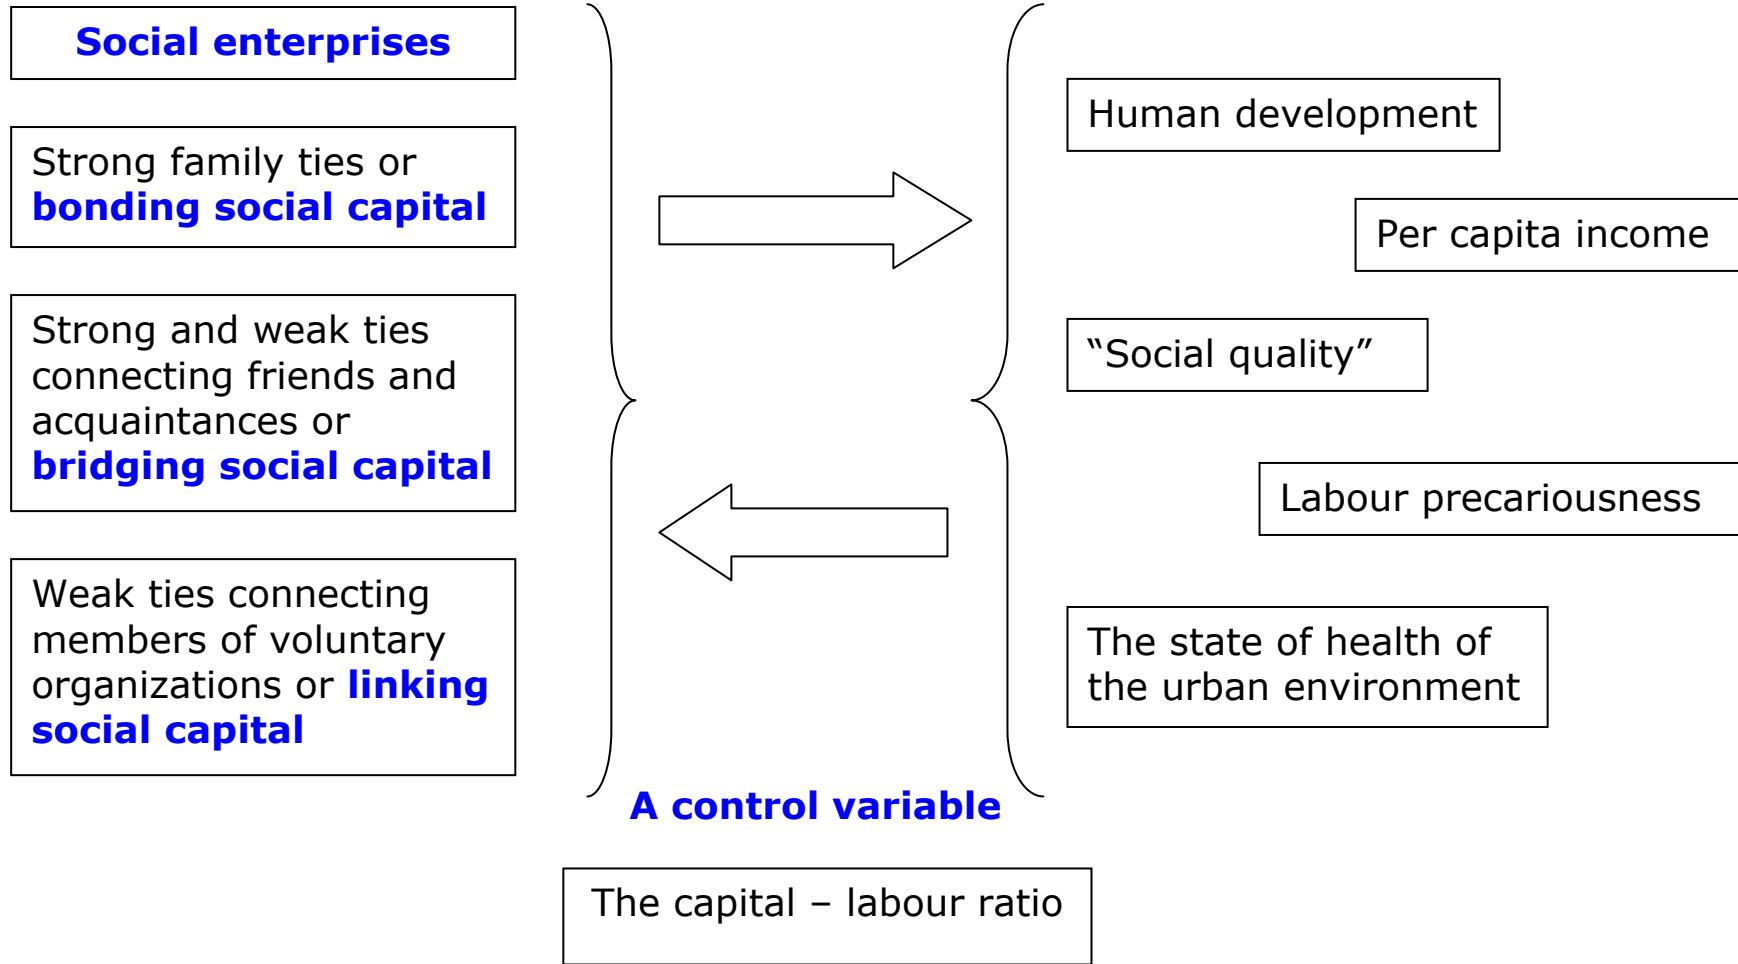 Social enterprises
Strong family ties or
bonding social capital
Strong and weak ties
connecting friends and
acquaintances or
bridging social capital
Weak ties connecting
members of voluntary
organizations or linking
social capital
Human development
Per capita income
“Social quality”
Labour precariousness
The state of health of
the urban environment
A control variable
The capital – labour ratio